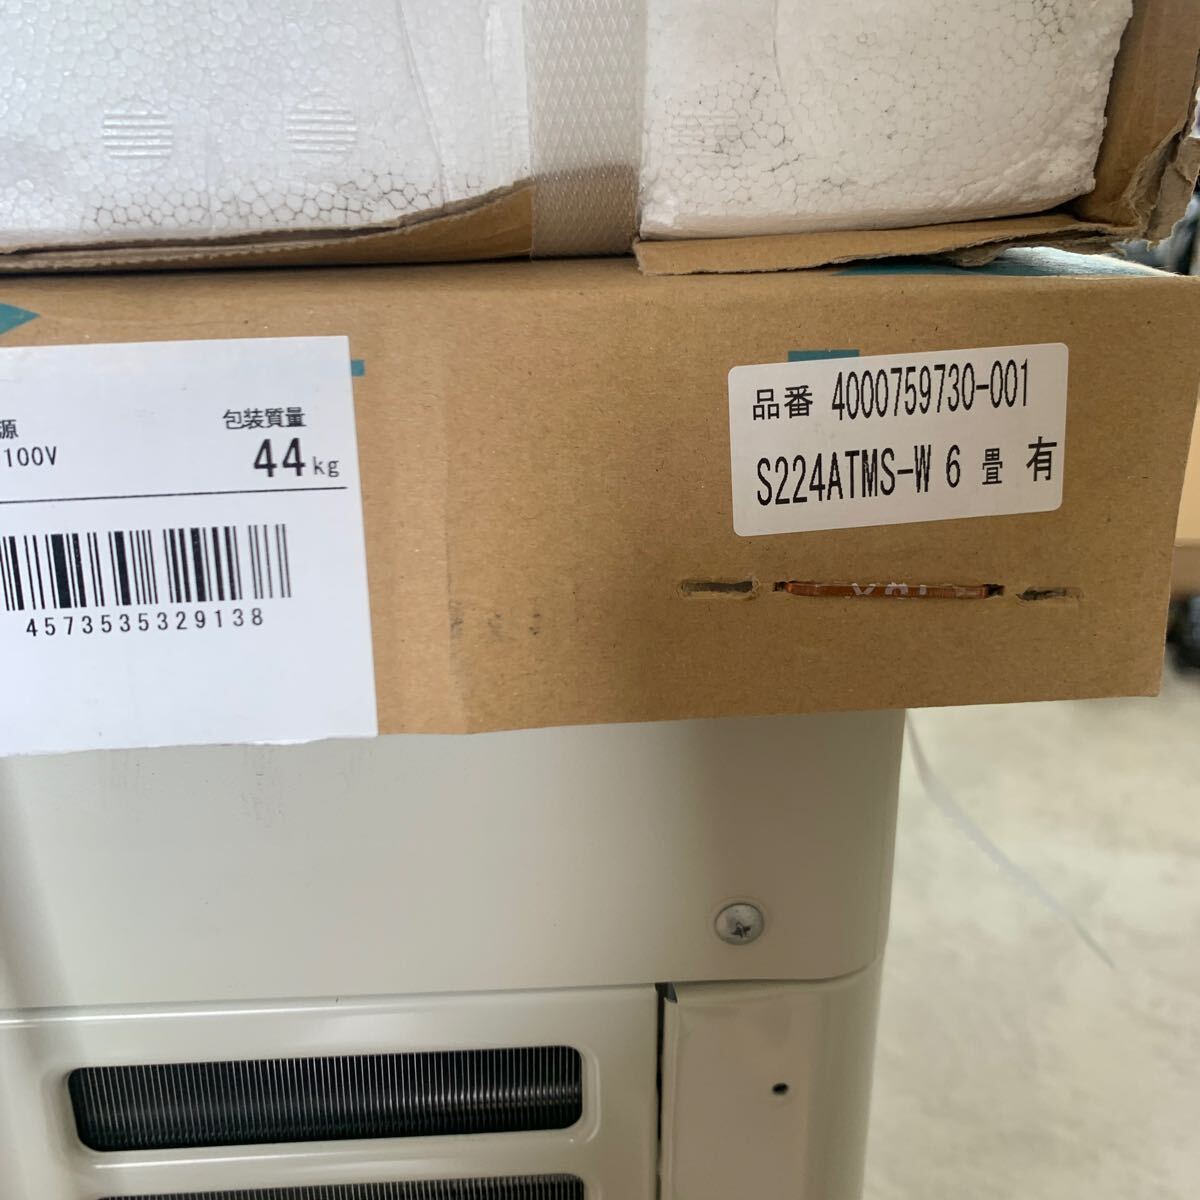 源
100V
包装質量
44kg
4573535329138
品番 4000759730-001
S224ATMS-W 6 畳 有